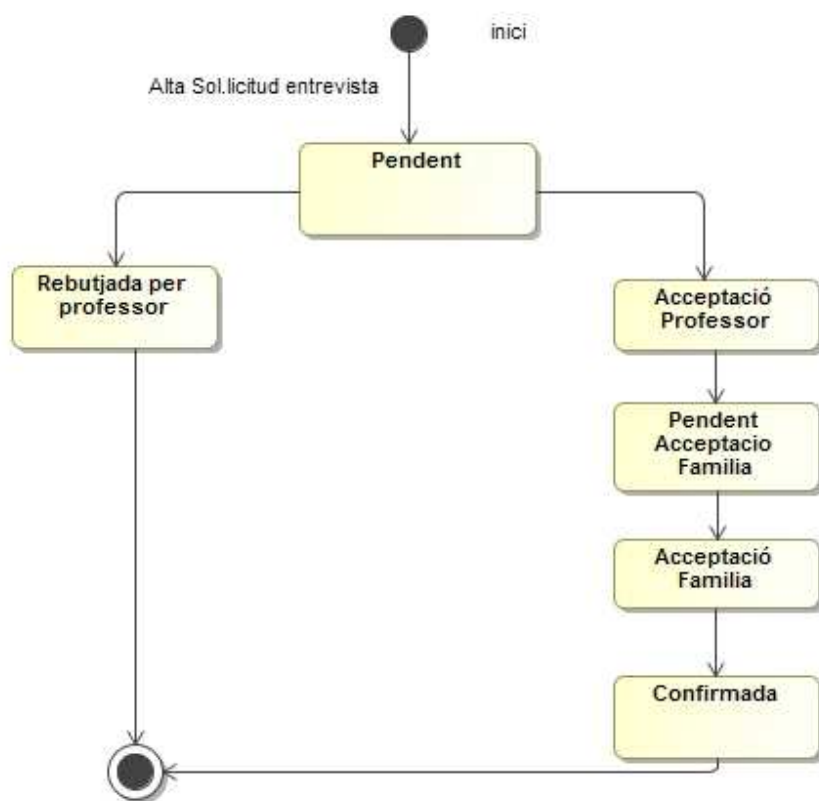 inici
Alta Sol.licitud entrevista
Pendent
Rebutjada per
professor
Acceptació
Professor
Pendent
Acceptacio
Familia
Acceptació
Familia
Confirmada